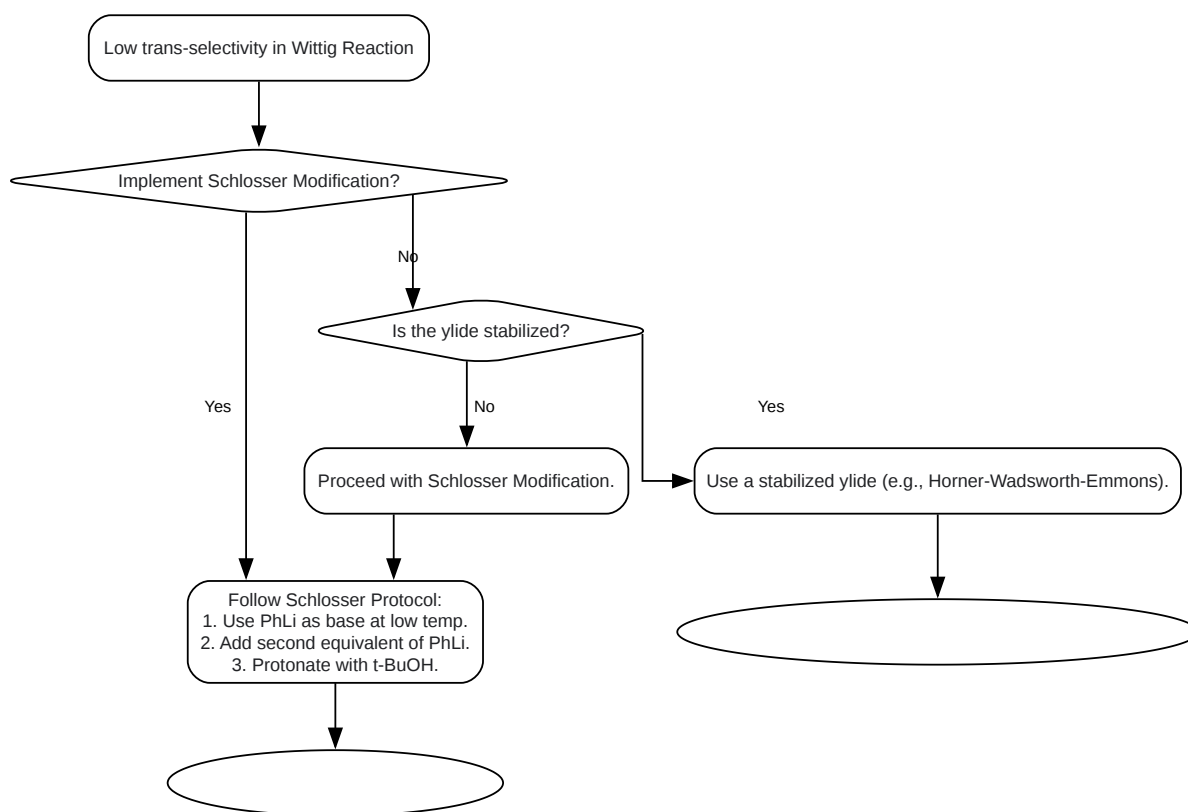 Low trans-selectivity in Wittig Reaction
Implement Schlosser Modification?
No
Is the ylide stabilized?
Yes
No
Yes
Proceed with Schlosser Modification.
Use a stabilized ylide (e.g., Horner-Wadsworth-Emmons).
Follow Schlosser Protocol:
1. Use PhLi as base at low temp.
2. Add second equivalent of PhLi.
3. Protonate with t-BuOH.